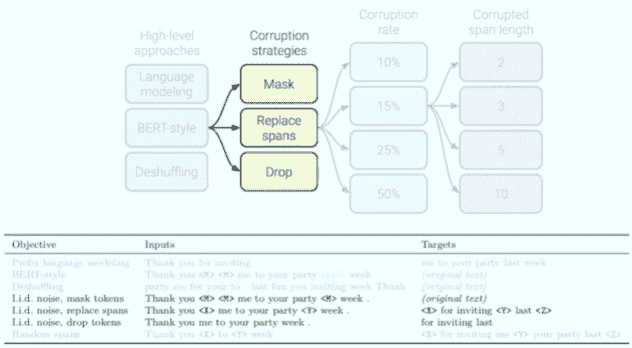 High-level approaches
Corruption strategies
Corruption rate
Corrupted span length
Language modeling
BERT-style
Deshuffling
Mask
Replace spans
Drop
10%
15%
25%
50%
2
3
5
10
Objective Inputs Targets
Prefix language modeling Thank you for inviting me to your party last week .
BERT-style Thank you <M> <M> me to your party apple week . (original text)
Deshuffling party me for your to . last fun you inviting week Thank (original text)
I.i.d. noise, mask tokens Thank you <M> <M> me to your party <M> week . (original text)
I.i.d. noise, replace spans Thank you <X> me to your party <Y> week . <X> for inviting <Y> last <Z>
I.i.d. noise, drop tokens Thank you me to your party week . for inviting last
Random spans Thank you <X> to <Y> week . <X> for inviting me <Y> your party last <Z>